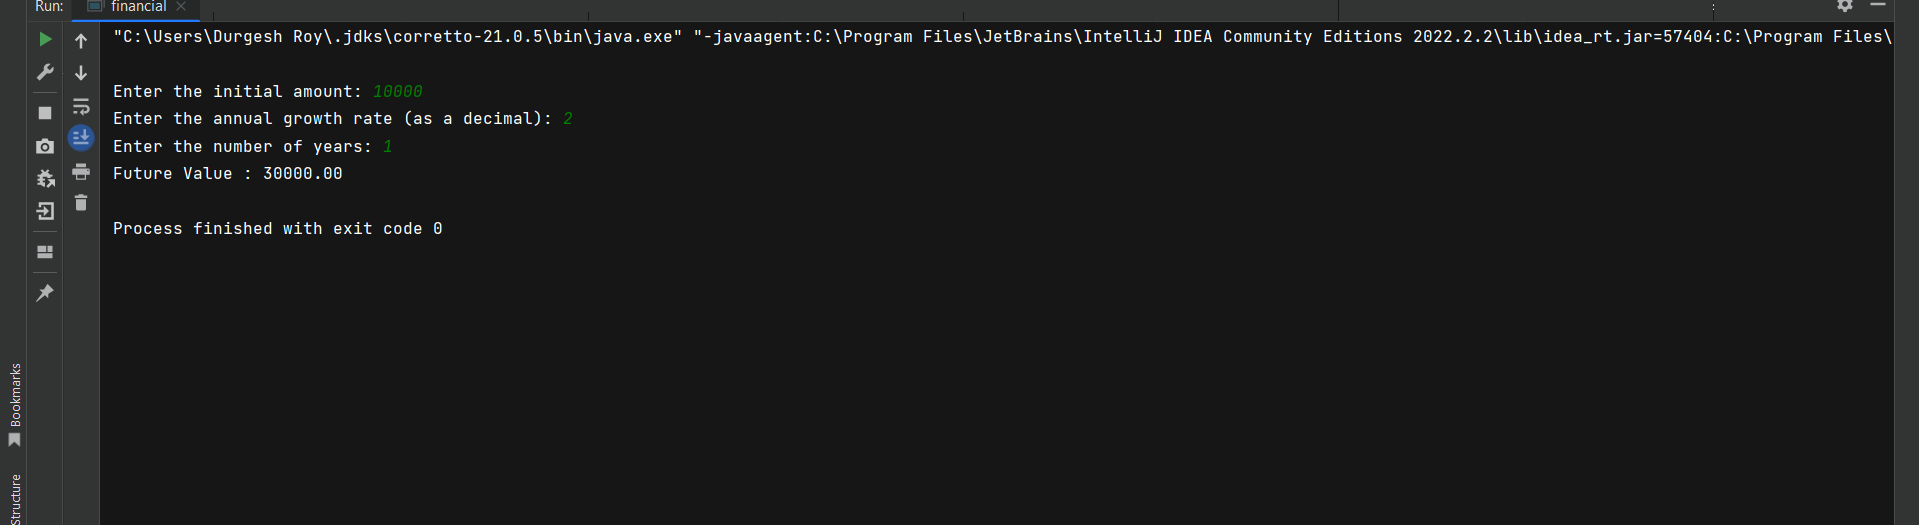 Run: financial
"C:\Users\Durgesh Roy\.jdks\corretto-21.0.5\bin\java.exe" "-javaagent:C:\Program Files\JetBrains\IntelliJ IDEA Community Editions 2022.2.2\lib\idea_rt.jar=57404:C:\Program Files\
Enter the initial amount: 10000
Enter the annual growth rate (as a decimal): 2
Enter the number of years: 1
Future Value : 30000.00
Process finished with exit code 0
Bookmarks
Structure